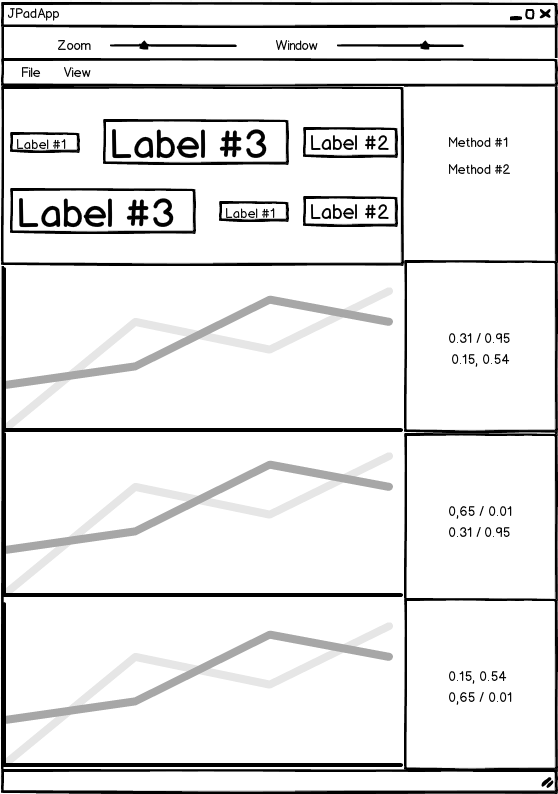 JPadApp
Zoom Window
File View
Label #1 Label #3 Label #2
Label #3 Label #1 Label #2
Method #1
Method #2
0.31 / 0.95
0.15, 0.54
0,65 / 0.01
0.31 / 0.95
0.15, 0.54
0,65 / 0.01